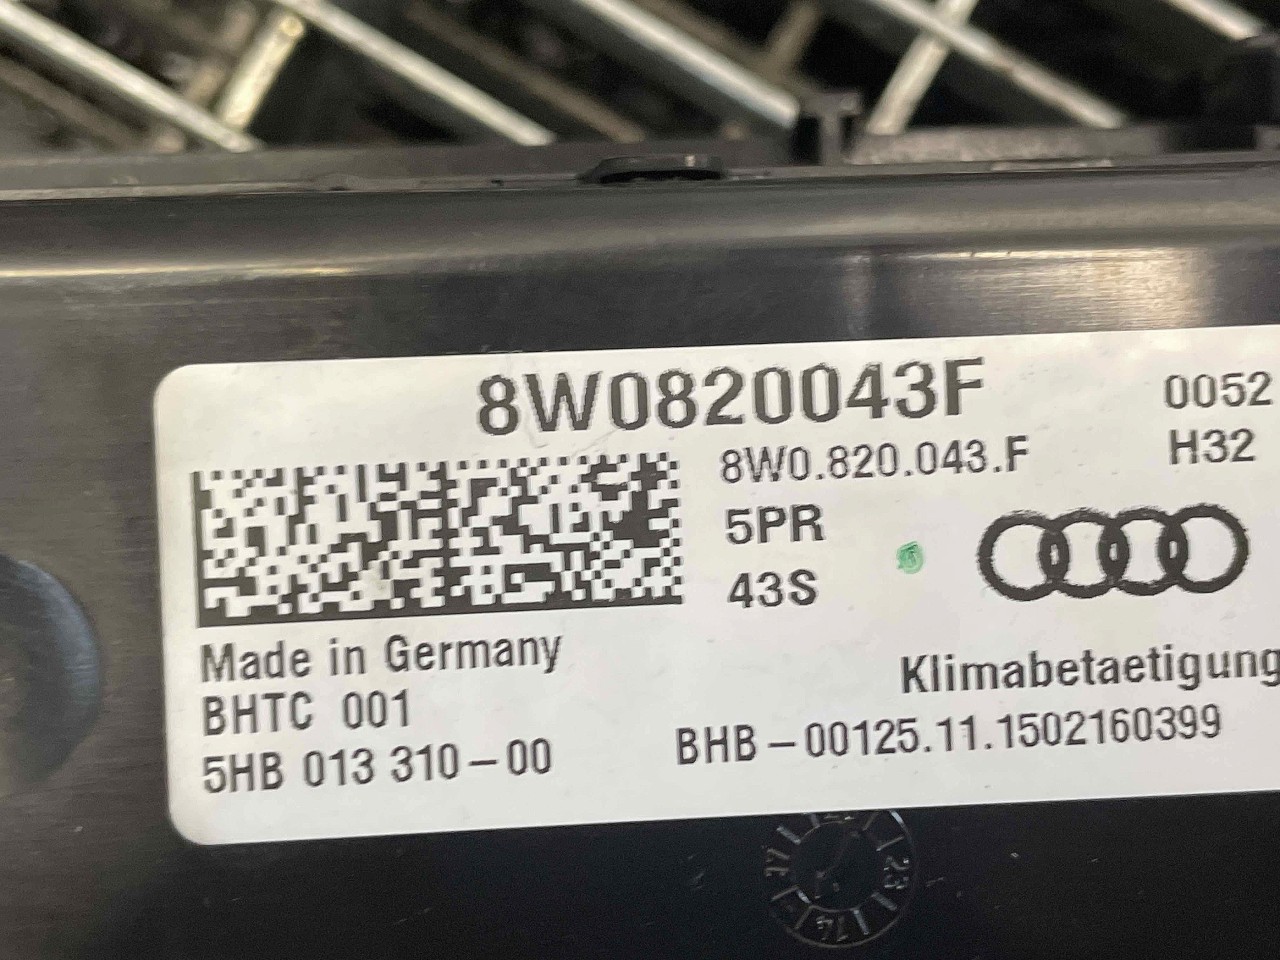 8W0820043F
0052
8W0.820.043.F
H32
5PR
43S
Made in Germany
BHTC 001
5HB 013 310-00
Klimabetaetigung
BHB-00125.11.1502160399
23